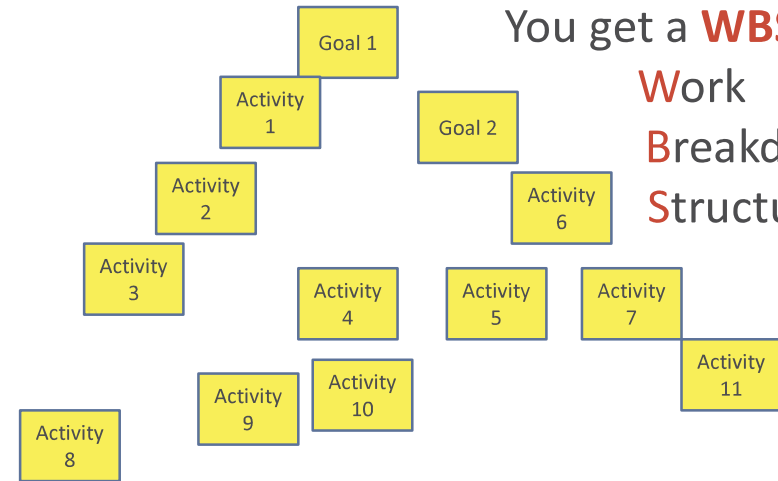 You get a WBS
Work
Breakd
Structu
Goal 1
Activity
1
Goal 2
Activity
2
Activity
6
Activity
3
Activity
4
Activity
5
Activity
7
Activity
11
Activity
10
Activity
9
Activity
8